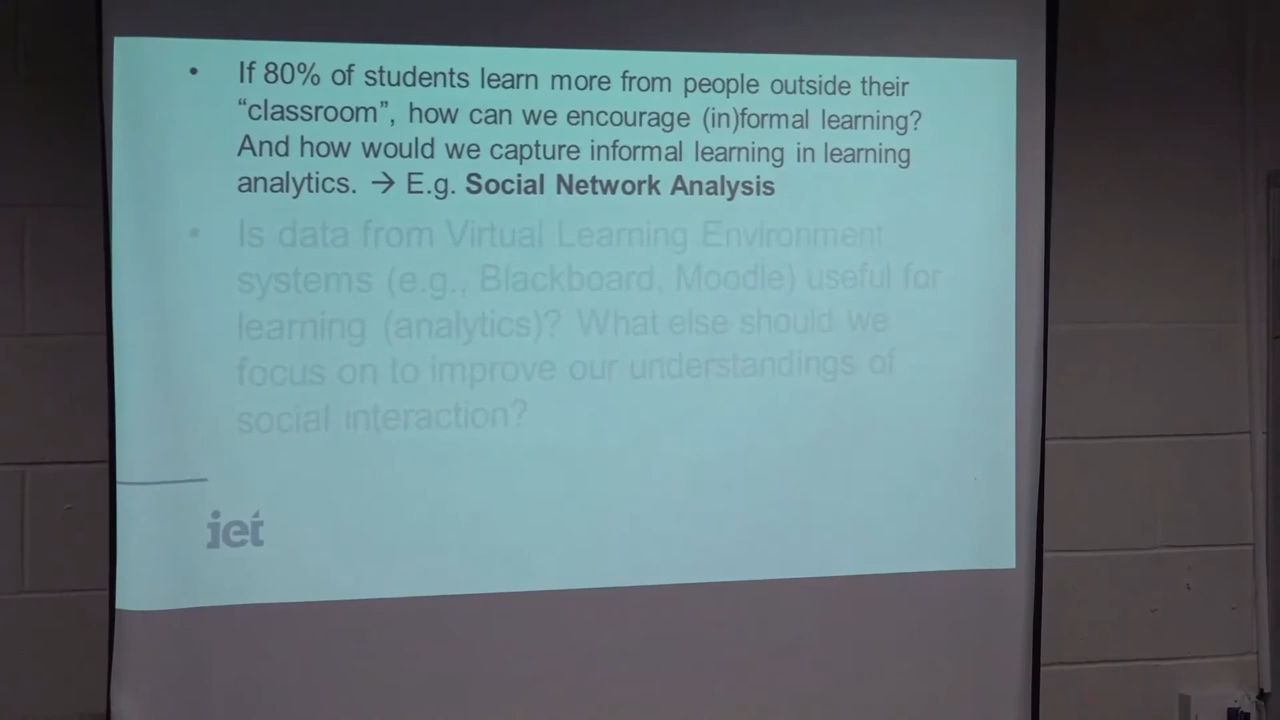 • If 80% of students learn more from people outside their
“classroom”, how can we encourage (in)formal learning?
And how would we capture informal learning in learning
analytics. → E.g. Social Network Analysis
• Is data from Virtual Learning Environment
systems (e.g., Blackboard, Moodle) useful for
learning (analytics)? What else should we
focus on to improve our understandings of
social interaction?
iet